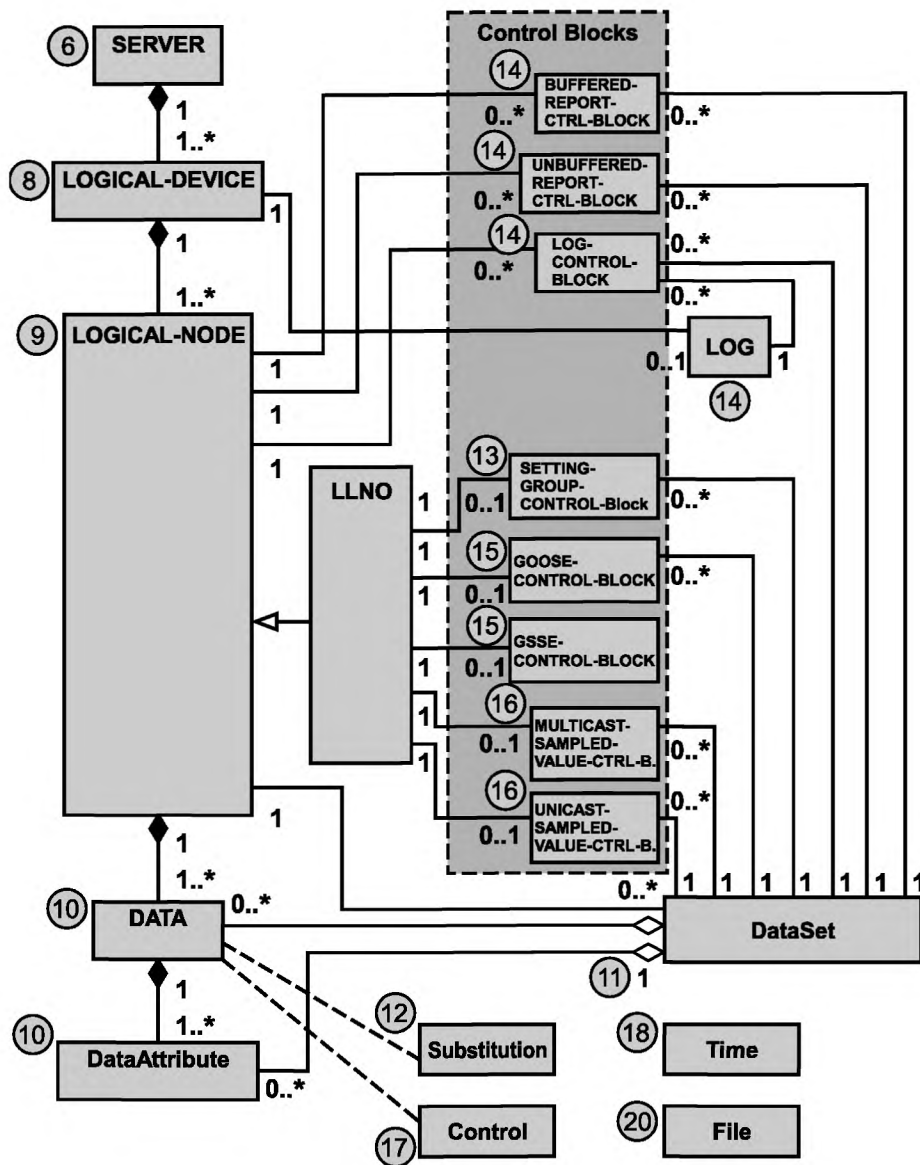 6
SERVER
1
1..*
8
LOGICAL-DEVICE
1
1
1..*
9
LOGICAL-NODE
1
1
1
1
1
1..*
10
DATA
0..*
1
1..*
10
DataAttribute
0..*
LLNO
1
1
1
1
1
1
Control Blocks
14
BUFFERED-
REPORT-
CTRL-BLOCK
0..*
0..*
14
UNBUFFERED-
REPORT-
CTRL-BLOCK
0..*
0..*
14
LOG-
CONTROL-
BLOCK
0..*
0..*
0..*
0..1
LOG
1
14
13
SETTING-
GROUP-
CONTROL-Block
0..1
0..*
15
GOOSE-
CONTROL-BLOCK
0..1
0..*
15
GSSE-
CONTROL-BLOCK
0..1
16
MULTICAST-
SAMPLED-
VALUE-CTRL-B.
0..1
0..*
16
UNICAST-
SAMPLED-
VALUE-CTRL-B.
0..1
0..*
0..*
1 1 1 1 1 1 1
DataSet
11
1
12
Substitution
17
Control
18
Time
20
File